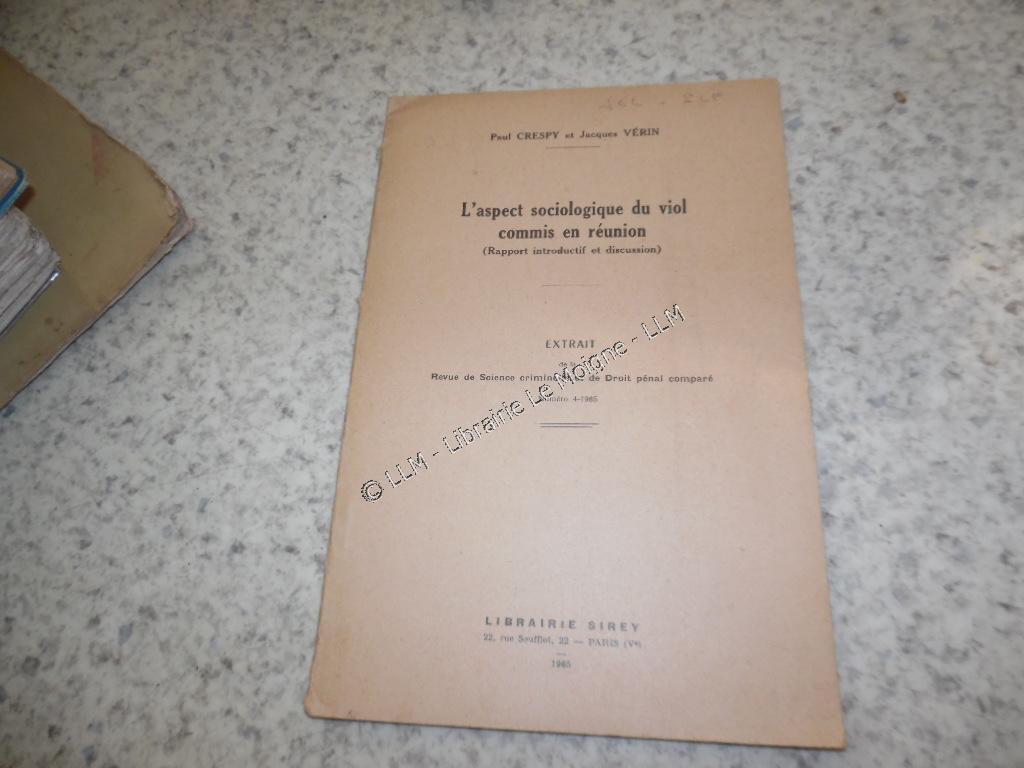 Paul CRESPY et Jacques VÉRIN
L'aspect sociologique du viol
commis en réunion
(Rapport introductif et discussion)
EXTRAIT
de la
Revue de Science criminelle et de Droit pénal comparé
Numéro 4-1965
© LLM - Librairie Le Moigne - LLM
LIBRAIRIE SIREY
22, rue Soufflot, 22 — PARIS (Ve)
1965